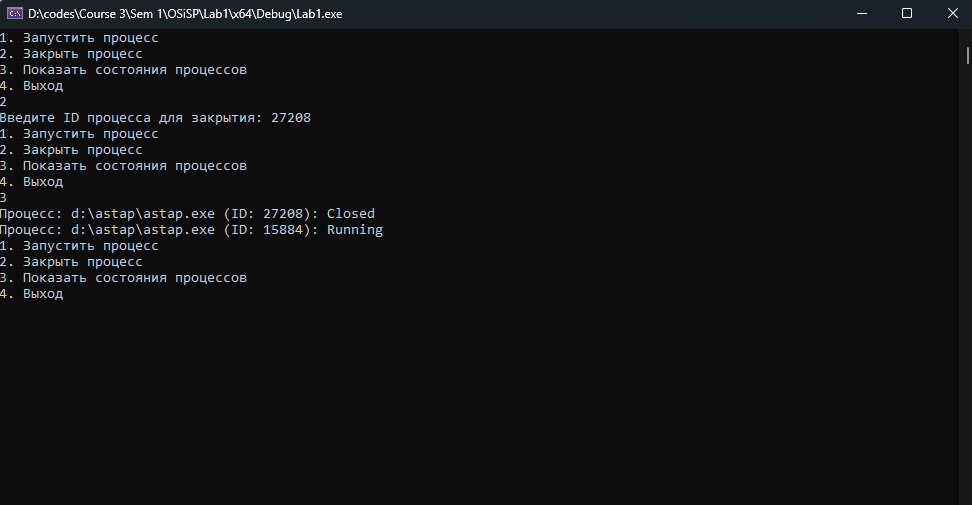 D:\codes\Course 3\Sem 1\OSiSP\Lab1\x64\Debug\Lab1.exe
1. Запустить процесс
2. Закрыть процесс
3. Показать состояния процессов
4. Выход
2
Введите ID процесса для закрытия: 27208
1. Запустить процесс
2. Закрыть процесс
3. Показать состояния процессов
4. Выход
3
Процесс: d:\astap\astap.exe (ID: 27208): Closed
Процесс: d:\astap\astap.exe (ID: 15884): Running
1. Запустить процесс
2. Закрыть процесс
3. Показать состояния процессов
4. Выход